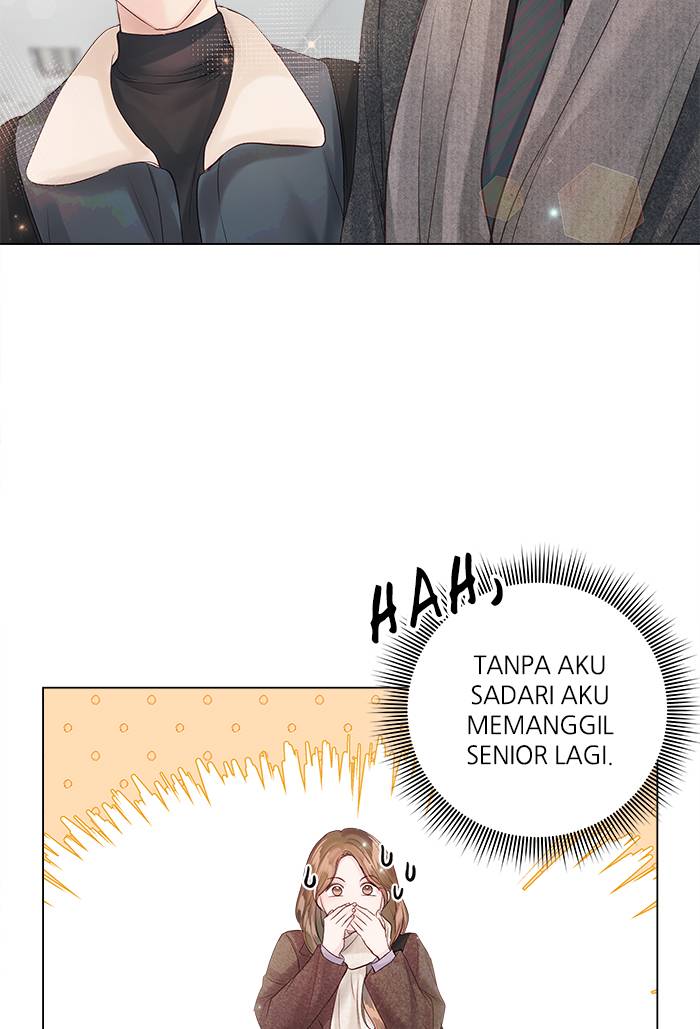 HAH,
TANPA AKU
SADARI AKU
MEMANGGIL
SENIOR LAGI.